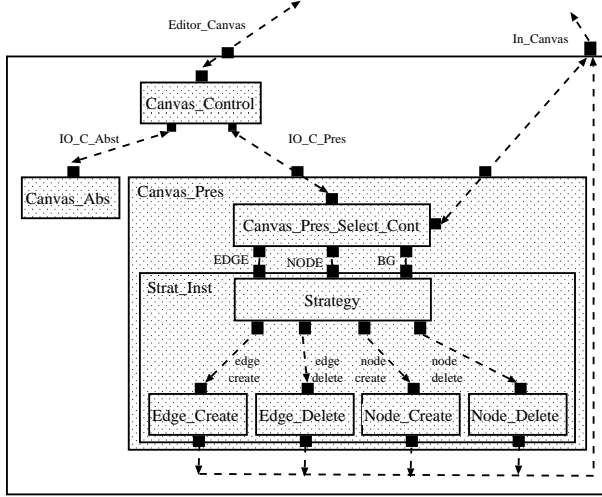 Editor_Canvas
In_Canvas
Canvas_Control
IO_C_Abst
IO_C_Pres
Canvas_Abs
Canvas_Pres
Canvas_Pres_Select_Cont
EDGE
NODE
BG
Strat_Inst
Strategy
edge
create
edge
delete
node
create
node
delete
Edge_Create
Edge_Delete
Node_Create
Node_Delete